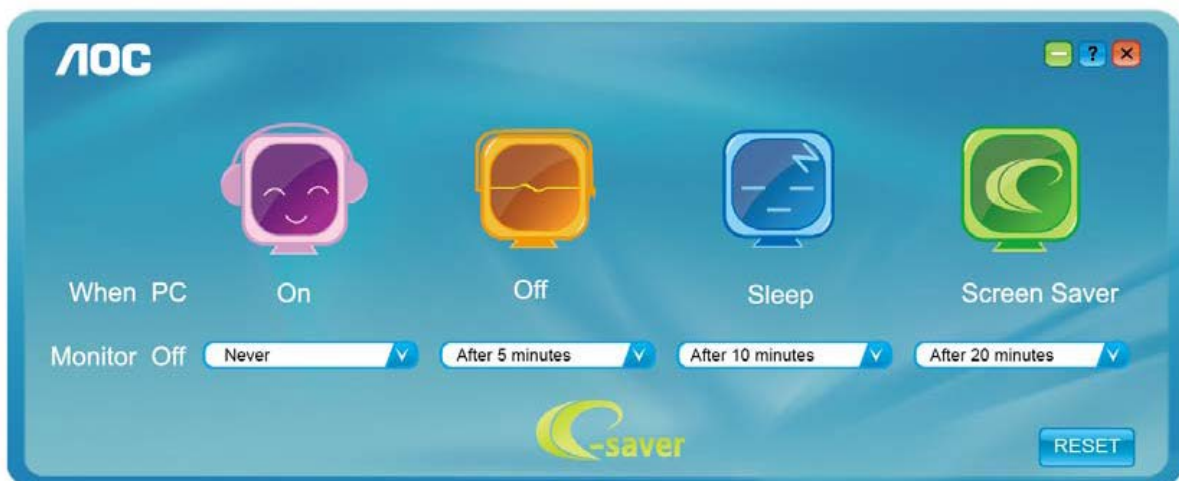 AOC
?
When PC On Off Sleep Screen Saver
Monitor Off Never After 5 minutes After 10 minutes After 20 minutes
e-saver
RESET